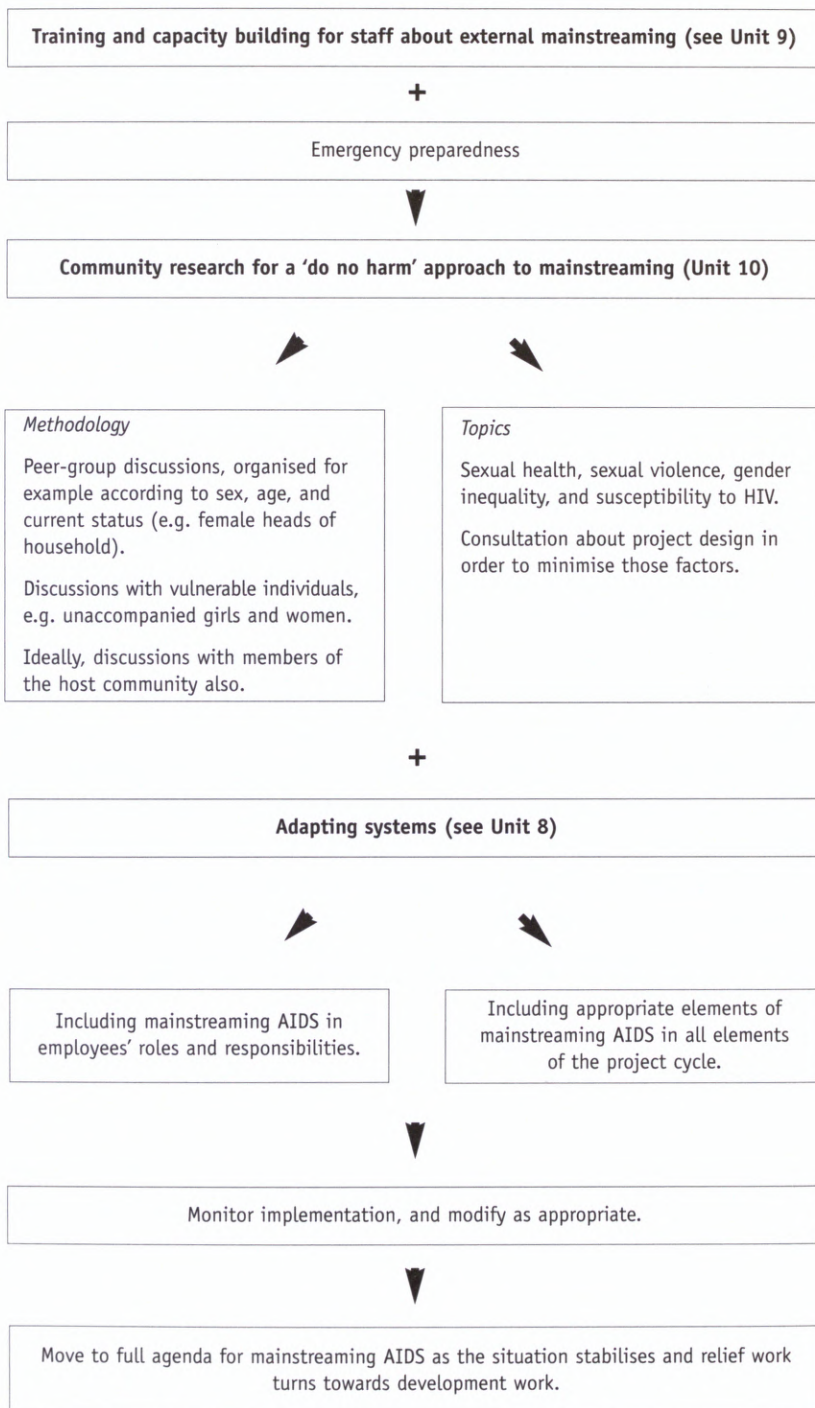 Training and capacity building for staff about external mainstreaming (see Unit 9)
+
Emergency preparedness
Community research for a ‘do no harm’ approach to mainstreaming (Unit 10)
Methodology
Peer-group discussions, organised for
example according to sex, age, and
current status (e.g. female heads of
household).
Discussions with vulnerable individuals,
e.g. unaccompanied girls and women.
Ideally, discussions with members of
the host community also.
Topics
Sexual health, sexual violence, gender
inequality, and susceptibility to HIV.
Consultation about project design in
order to minimise those factors.
+
Adapting systems (see Unit 8)
Including mainstreaming AIDS in
employees’ roles and responsibilities.
Including appropriate elements of
mainstreaming AIDS in all elements
of the project cycle.
Monitor implementation, and modify as appropriate.
Move to full agenda for mainstreaming AIDS as the situation stabilises and relief work
turns towards development work.